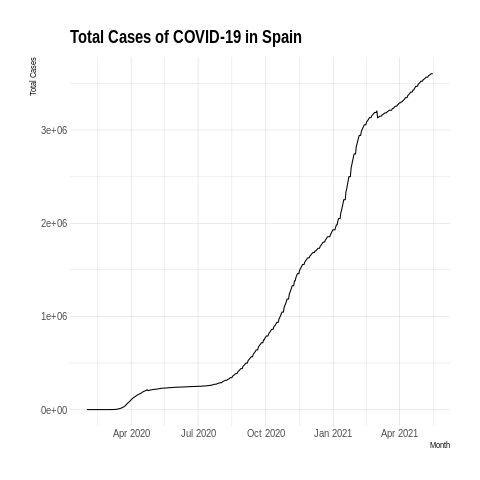 Total Cases of COVID-19 in Spain
Total Cases
3e+06
2e+06
1e+06
0e+00
Apr 2020 Jul 2020 Oct 2020 Jan 2021 Apr 2021
Month